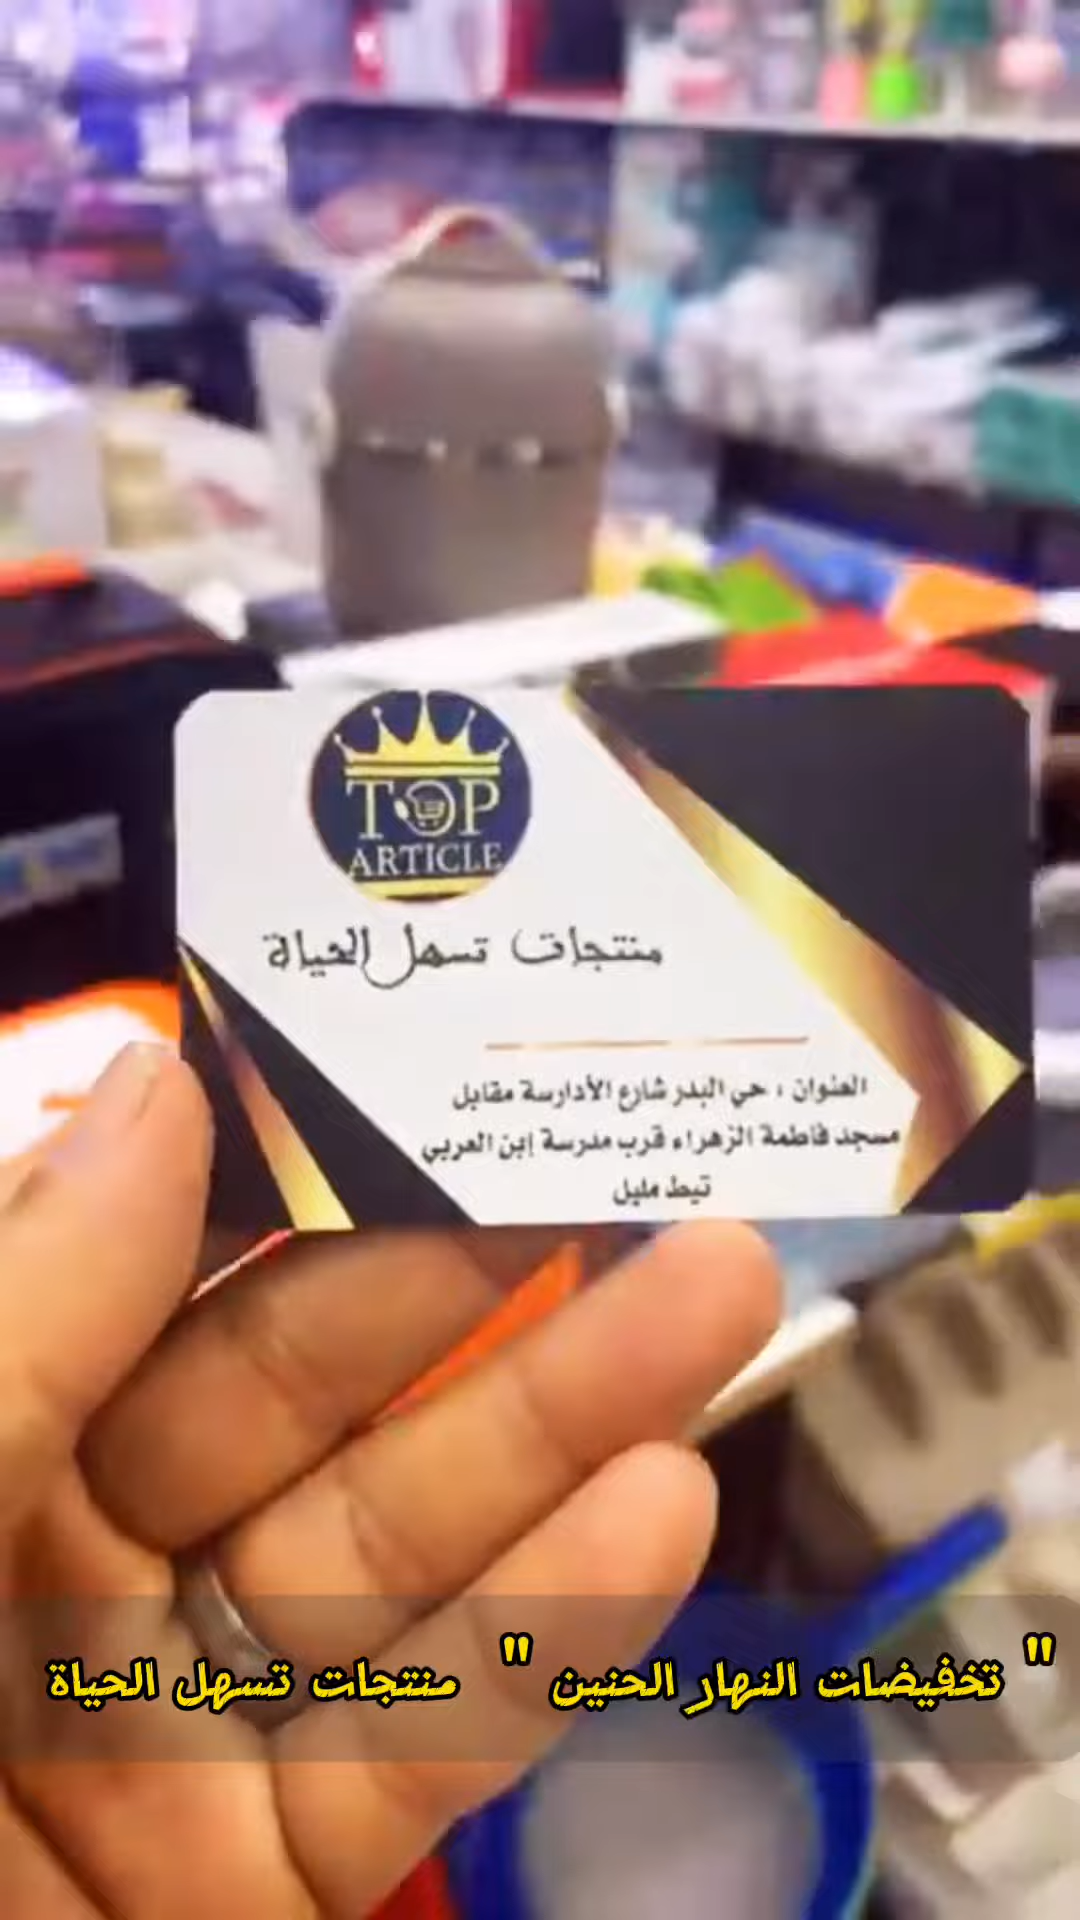 TOP
ARTICLE
منتجات تسهل الحياة
العنوان : حي البدر شارع الأدارسة مقابل
مسجد فاطمة الزهراء قرب مدرسة إبن العربي
تيط مليل
" تخفيضات النهار الحنين " منتجات تسهل الحياة